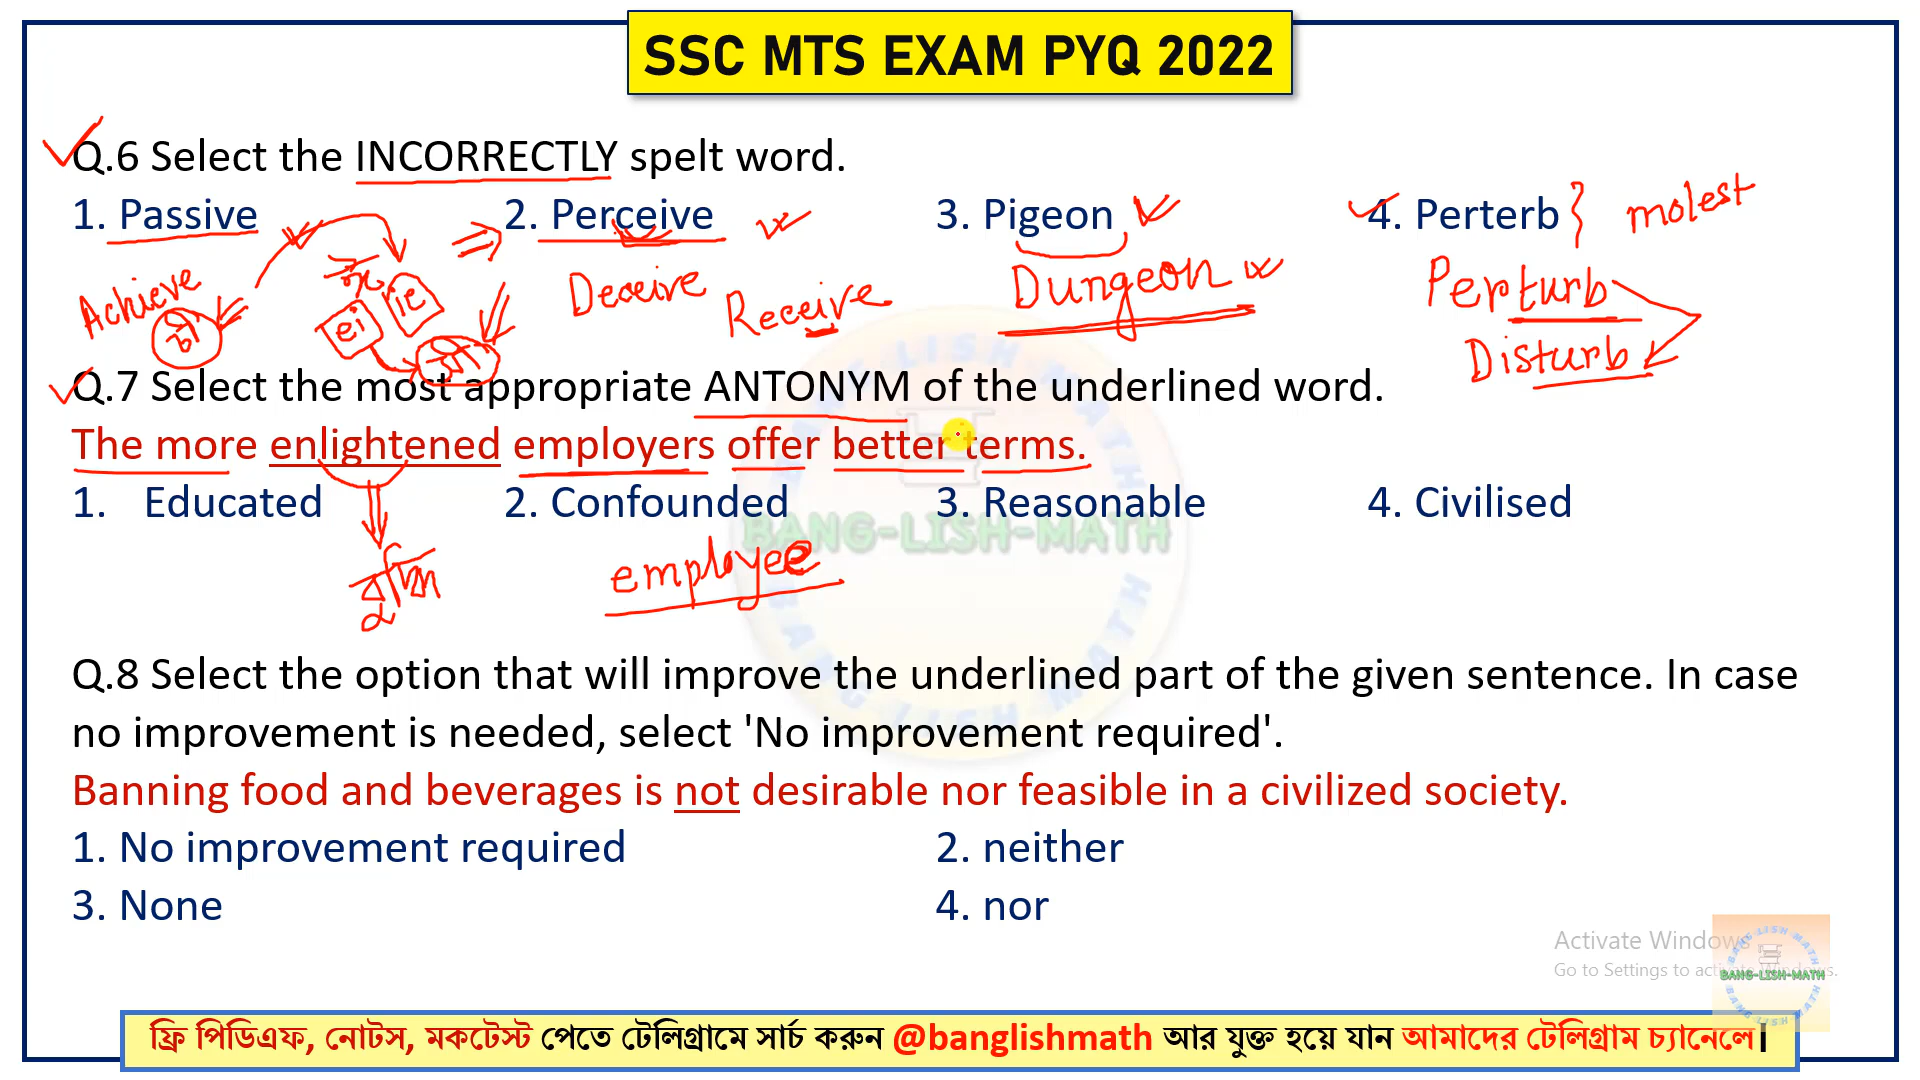 SSC MTS EXAM PYQ 2022
Q.6 Select the INCORRECTLY spelt word.
1. Passive 2. Perceive 3. Pigeon 4. Perterb molest
Achieve ei ie Deceive Receive Dungeon Perturb
Disturb
Q.7 Select the most appropriate ANTONYM of the underlined word.
The more enlightened employers offer better terms.
1. Educated 2. Confounded 3. Reasonable 4. Civilised
BANG-LISH-MATH
employee
Q.8 Select the option that will improve the underlined part of the given sentence. In case
no improvement is needed, select 'No improvement required'.
Banning food and beverages is not desirable nor feasible in a civilized society.
1. No improvement required 2. neither
3. None 4. nor
Activate Windows
Go to Settings to activate Windows.
BANG-LISH-MATH
ফ্রি পিডিএফ, নোটস, মকটেস্ট পেতে টেলিগ্রামে সার্চ করুন @banglishmath আর যুক্ত হয়ে যান আমাদের টেলিগ্রাম চ্যানেলে।